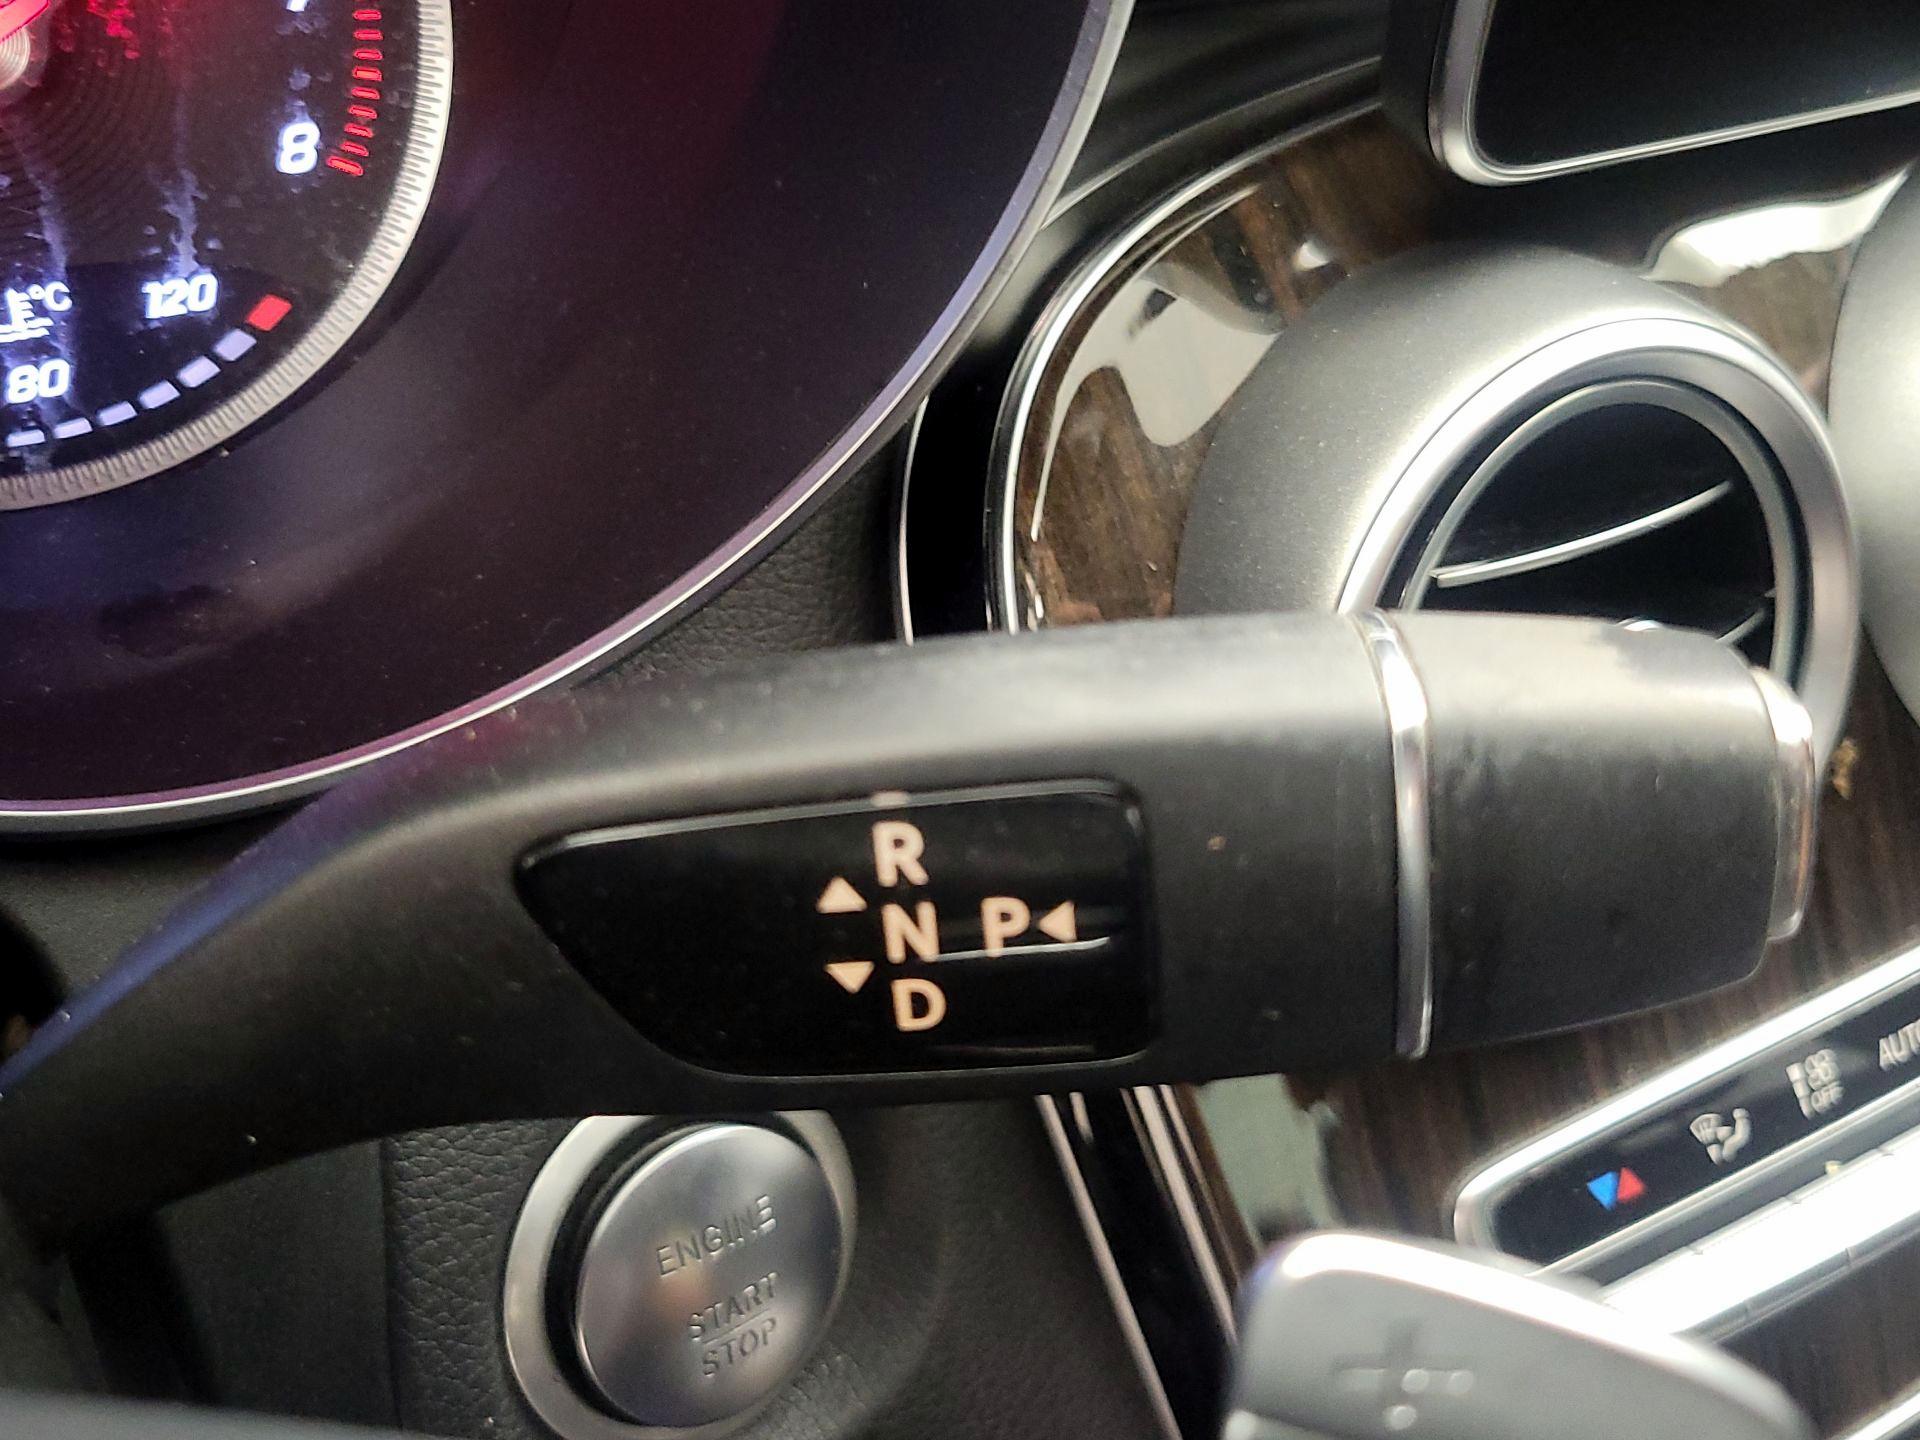 8
°C
120
80
R
N P
D
ENGINE
START
STOP
OFF
AUTO
+